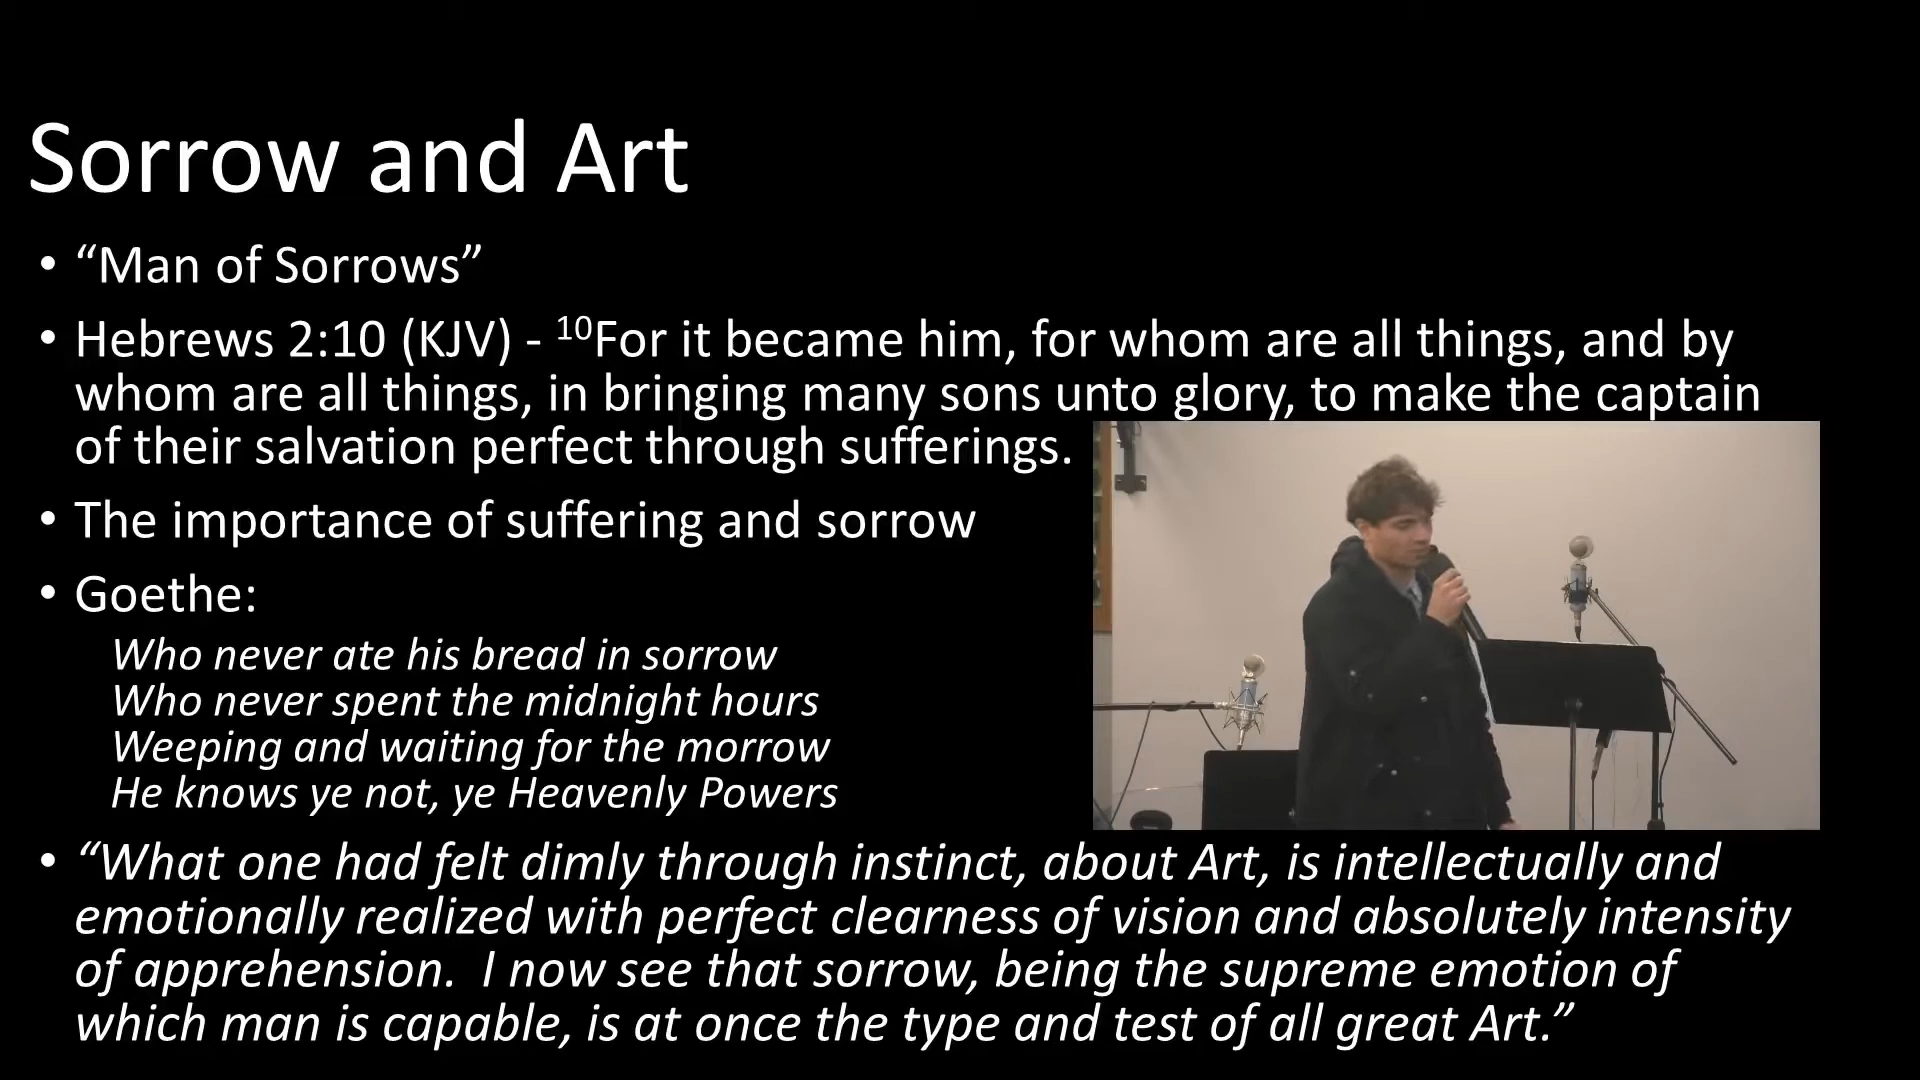 Sorrow and Art
• “Man of Sorrows”
• Hebrews 2:10 (KJV) - ¹⁰For it became him, for whom are all things, and by
whom are all things, in bringing many sons unto glory, to make the captain
of their salvation perfect through sufferings.
• The importance of suffering and sorrow
• Goethe:
Who never ate his bread in sorrow
Who never spent the midnight hours
Weeping and waiting for the morrow
He knows ye not, ye Heavenly Powers
• “What one had felt dimly through instinct, about Art, is intellectually and
emotionally realized with perfect clearness of vision and absolutely intensity
of apprehension.  I now see that sorrow, being the supreme emotion of
which man is capable, is at once the type and test of all great Art.”